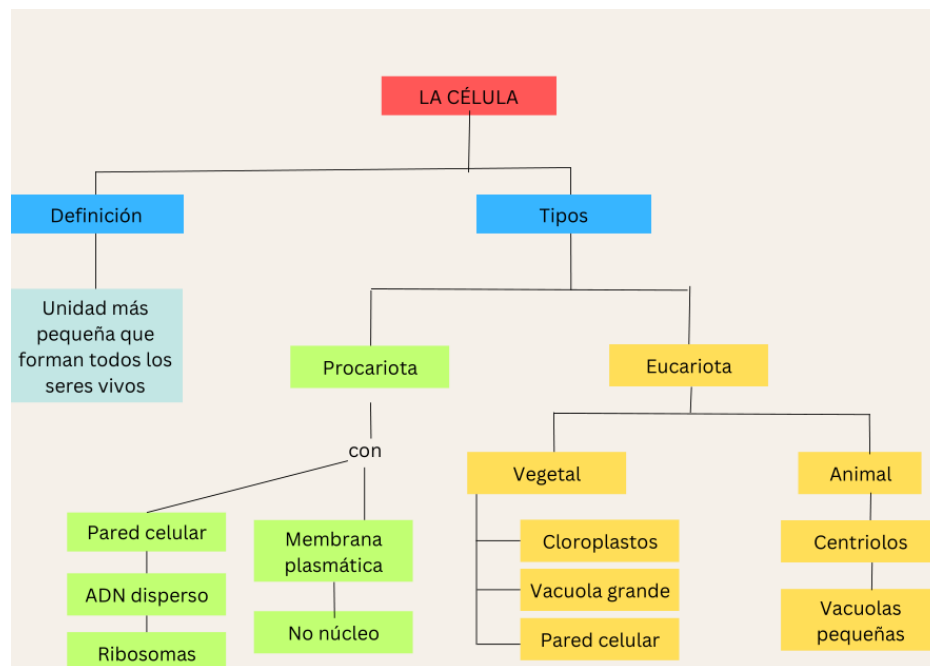 LA CÉLULA
Definición
Tipos
Unidad más
pequeña que
forman todos los
seres vivos
Procariota
Eucariota
con
Vegetal
Animal
Pared celular
Membrana
plasmática
Cloroplastos
Centriolos
ADN disperso
Vacuola grande
No núcleo
Vacuolas
pequeñas
Ribosomas
Pared celular